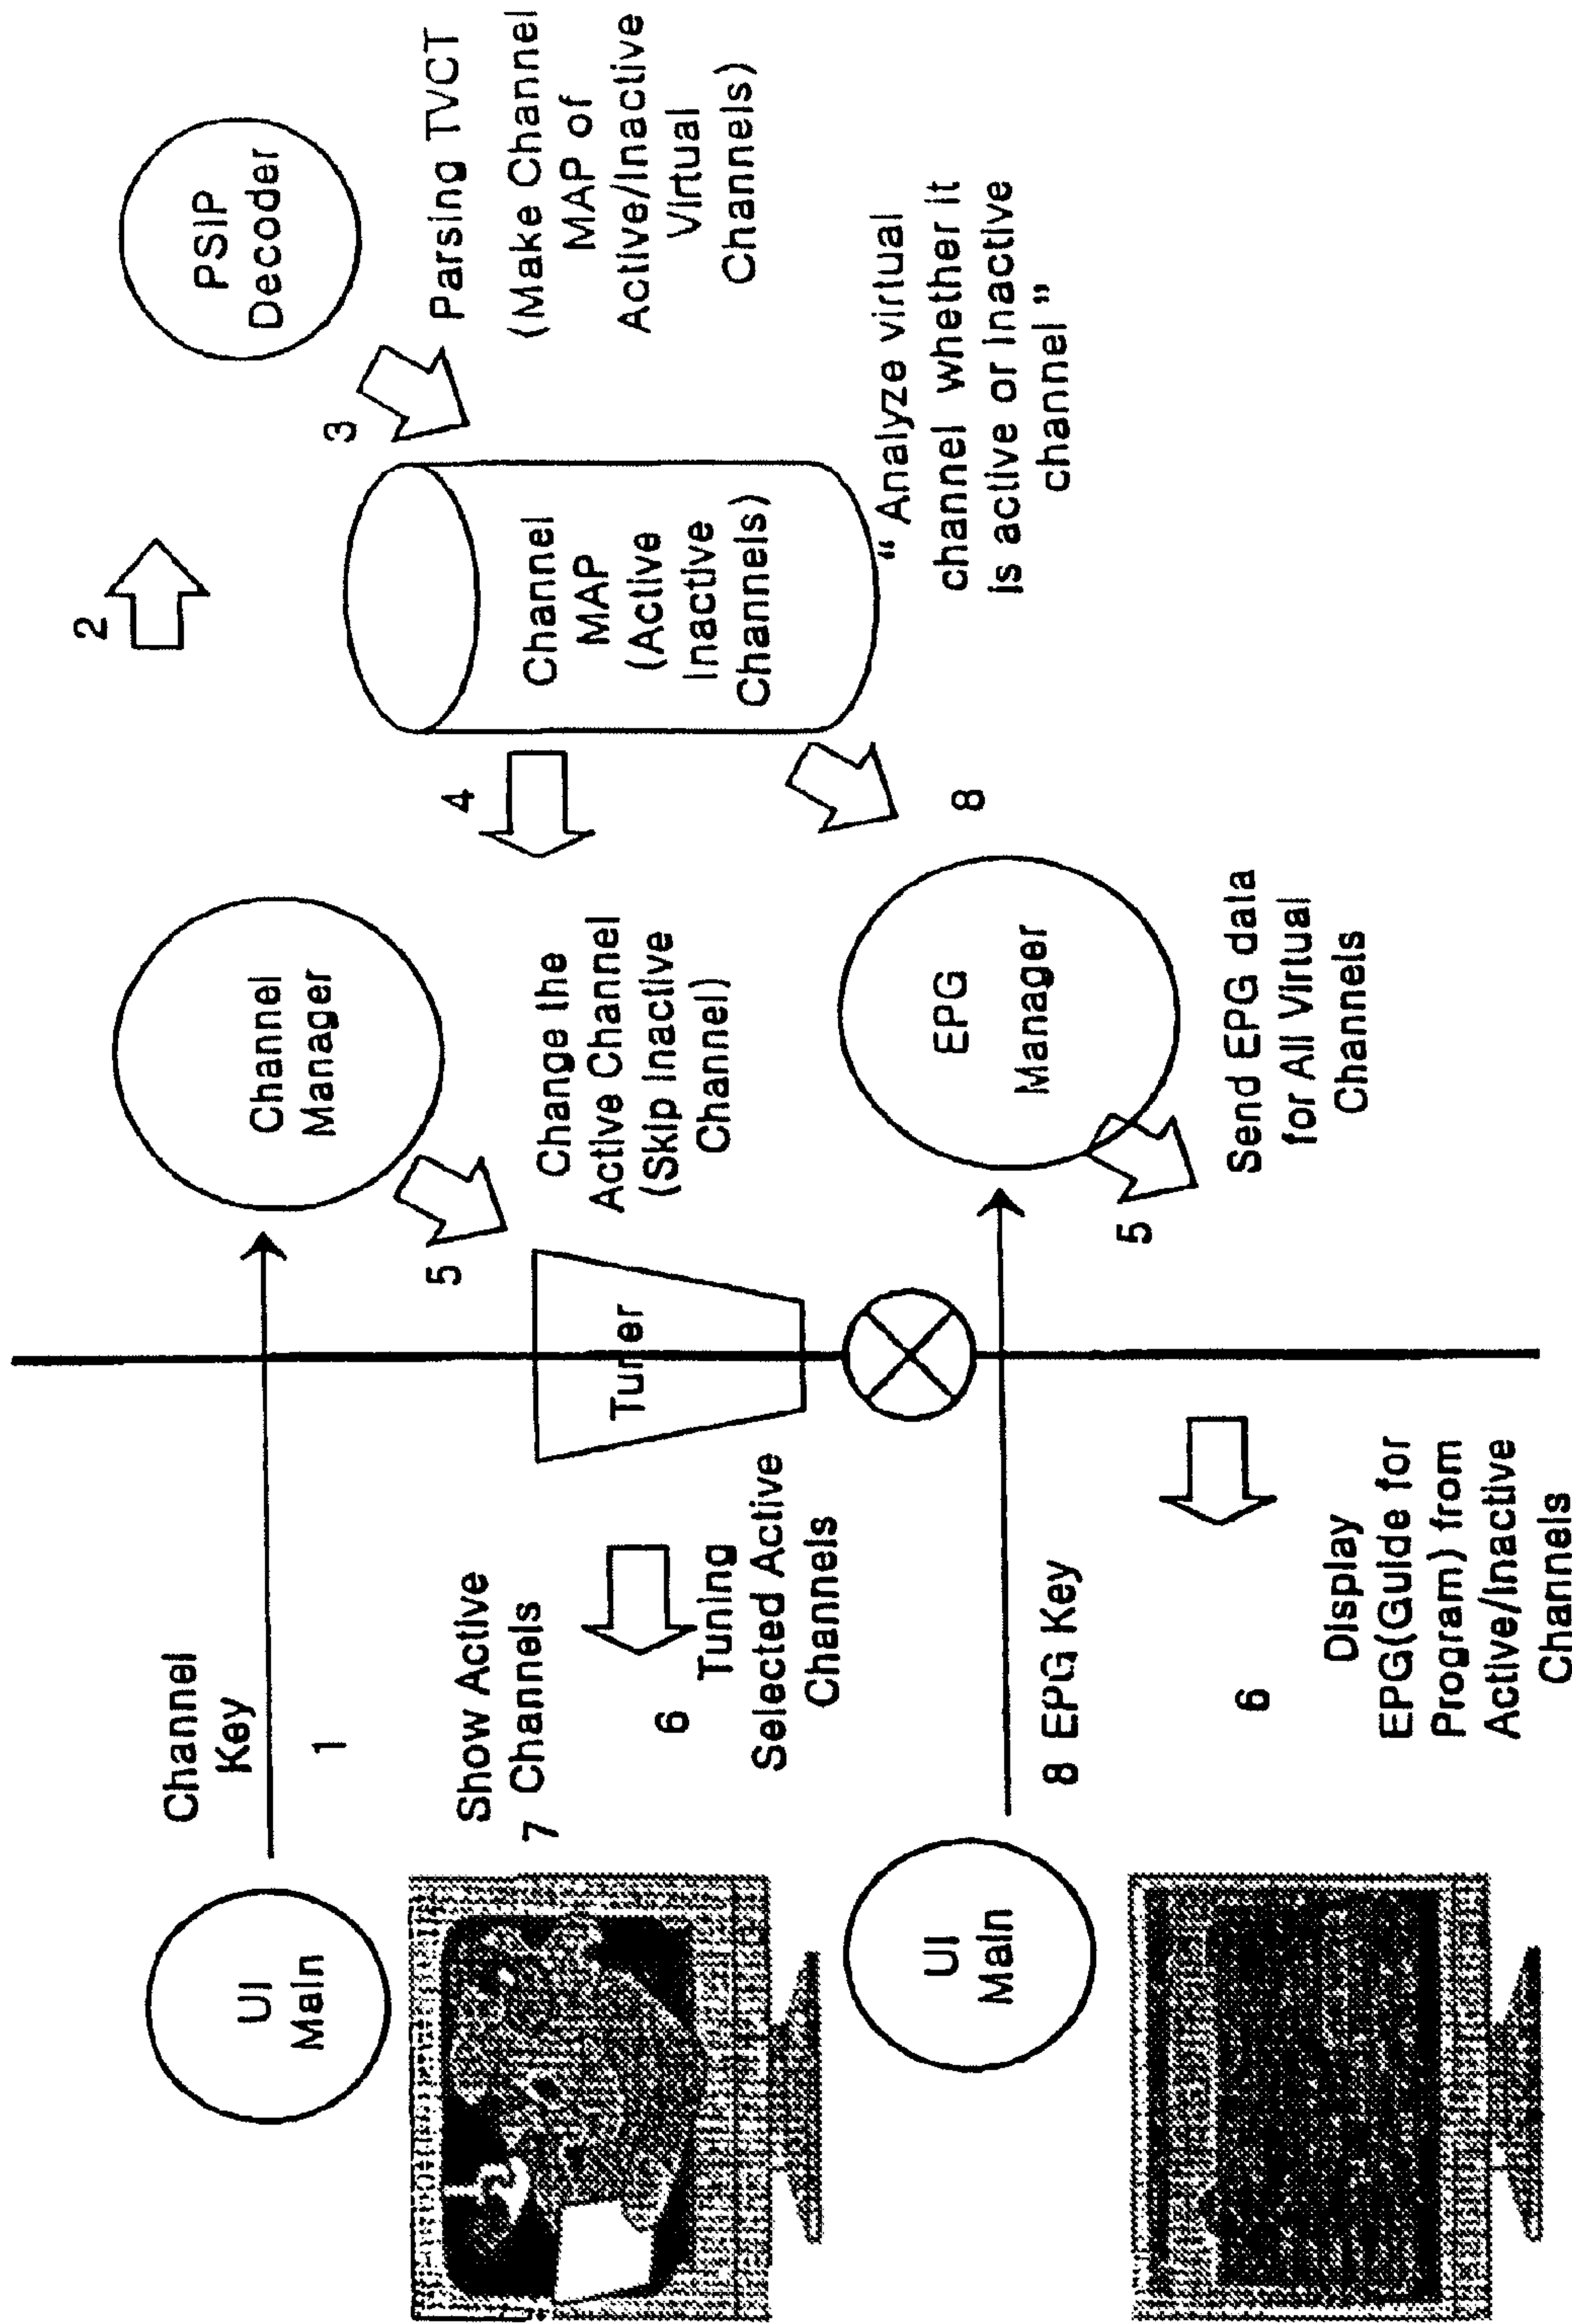 UI
Main
Channel
Key
1
Channel
Manager
2
PSIP
Decoder
3
Parsing TVCT
(Make Channel
MAP of
Active/Inactive
Virtual
Channels)
Channel
MAP
(Active
Inactive
Channels)
4
5
Change the
Active Channel
(Skip Inactive
Channel)
Tuner
Show Active
7 Channels
6
Tuning
Selected Active
Channels
“ Analyze virtual
channel whether it
is active or inactive
channel ”
8
UI
Main
8 EPG Key
EPG
Manager
5
Send EPG data
for All Virtual
Channels
6
Display
EPG(Guide for
Program) from
Active/Inactive
Channels